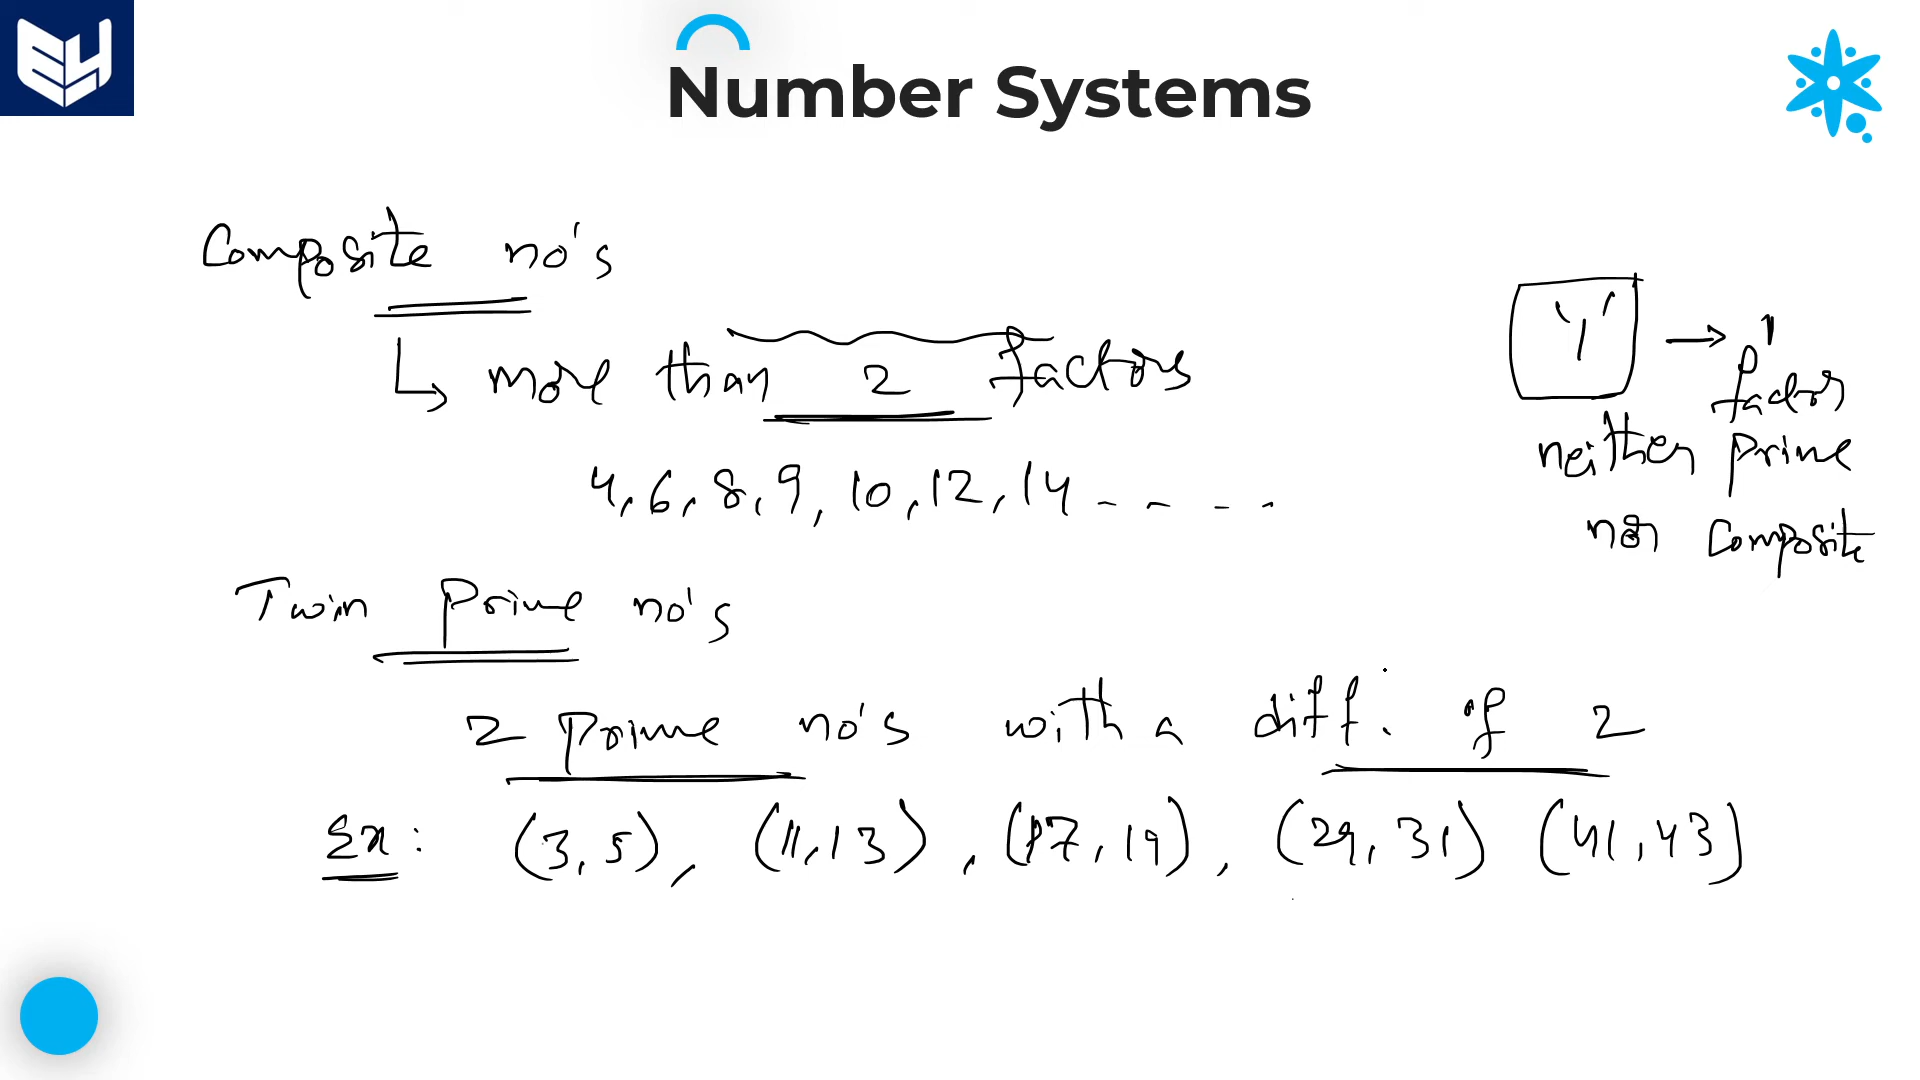 Number Systems
Composite no's
↳ more than 2 factors
4, 6, 8, 9, 10, 12, 14 - - - -
'1' → 1
factor
neither prime
nor composite
Twin Prime no's
2 Prime no's with a diff. of 2
Ex: (3, 5), (11, 13), (17, 19), (29, 31) (41, 43)